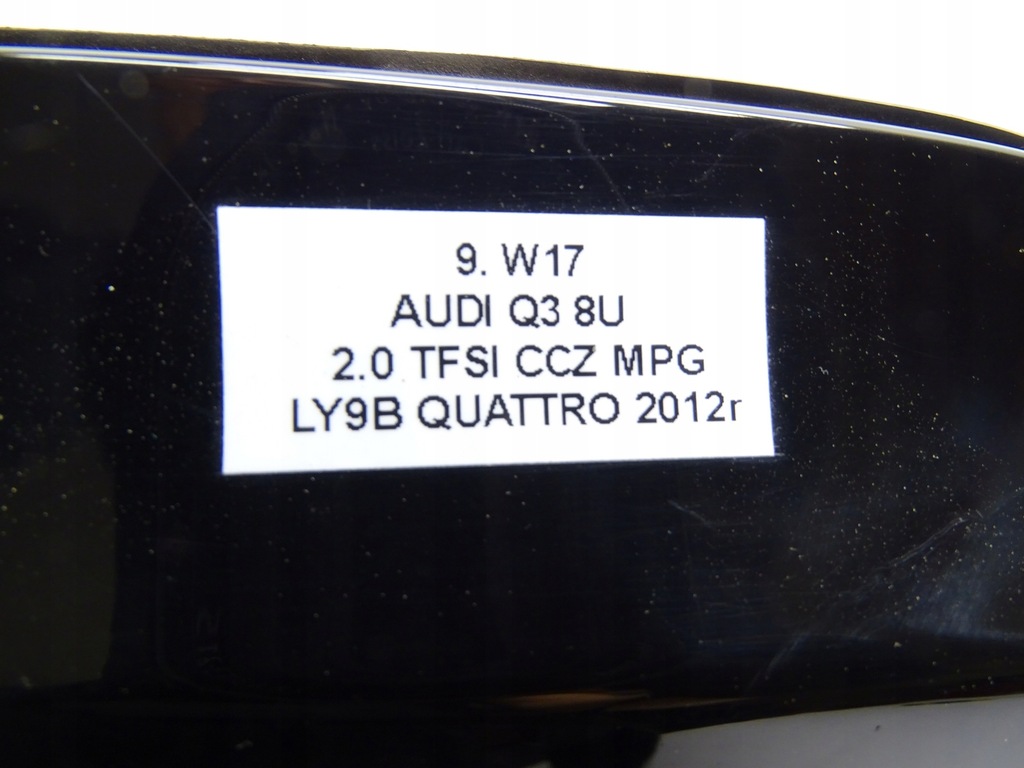 9. W17
AUDI Q3 8U
2.0 TFSI CCZ MPG
LY9B QUATTRO 2012r